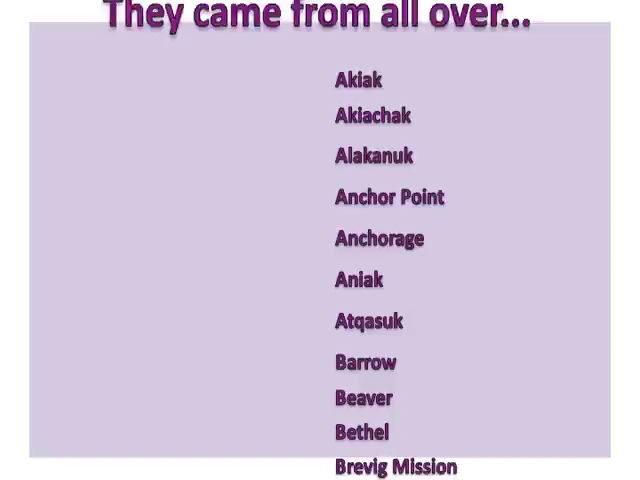 They came from all over...
Akiak
Akiachak
Alakanuk
Anchor Point
Anchorage
Aniak
Atqasuk
Barrow
Beaver
Bethel
Brevig Mission